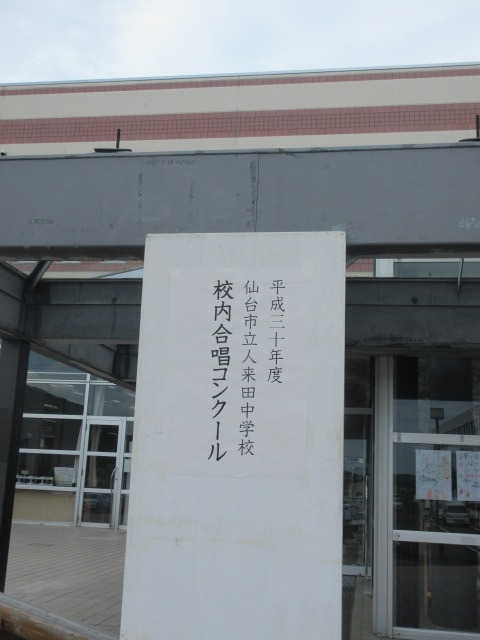 平成三十年度
仙台市立人来田中学校
校内合唱コンクール